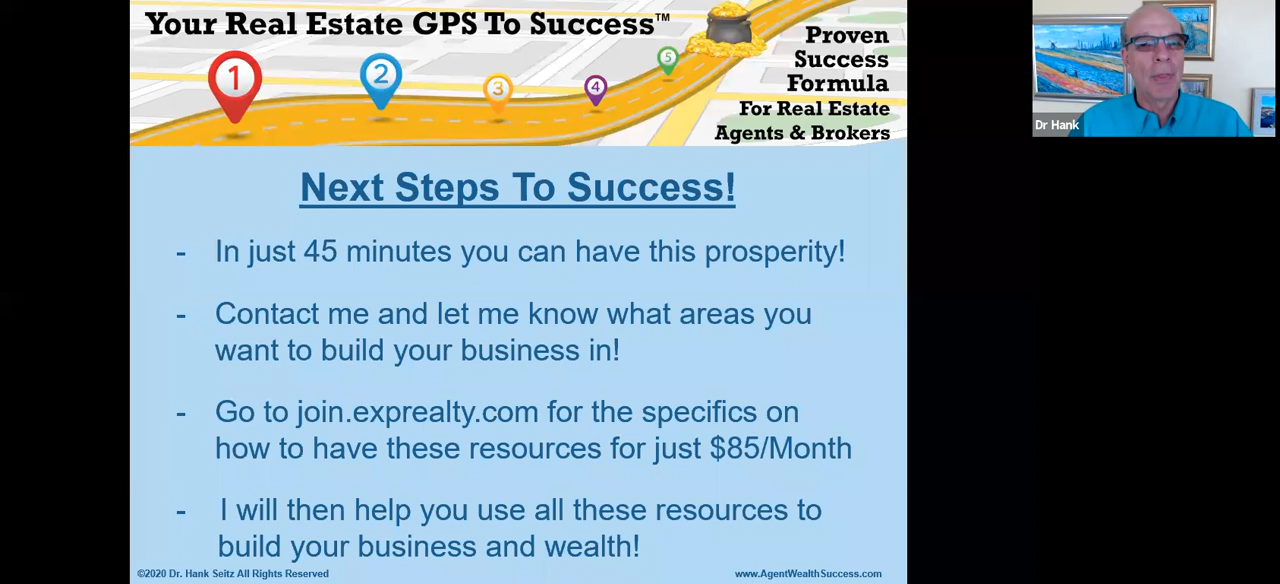 Your Real Estate GPS To Success™
1
2
3
4
5
Proven
Success
Formula
For Real Estate
Agents & Brokers
Dr Hank
Next Steps To Success!
- In just 45 minutes you can have this prosperity!
- Contact me and let me know what areas you
want to build your business in!
- Go to join.exprealty.com for the specifics on
how to have these resources for just $85/Month
- I will then help you use all these resources to
build your business and wealth!
©2020 Dr. Hank Seitz All Rights Reserved
www.AgentWealthSuccess.com